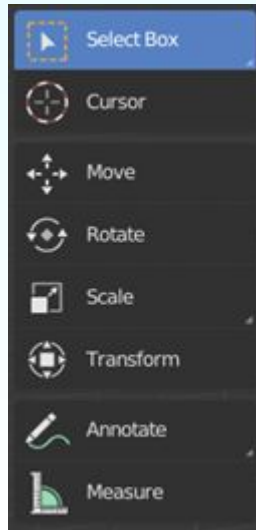 Select Box
Cursor
Move
Rotate
Scale
Transform
Annotate
Measure